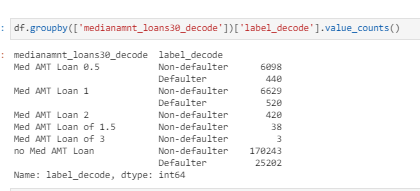 : df.groupby(['medianamnt_loans30_decode'])['label_decode'].value_counts()
: medianamnt_loans30_decode  label_decode
Med AMT Loan 0.5           Non-defaulter      6098
                           Defaulter           440
Med AMT Loan 1             Non-defaulter      6629
                           Defaulter           520
Med AMT Loan 2             Non-defaulter       420
Med AMT Loan of 1.5        Non-defaulter        38
Med AMT Loan of 3          Non-defaulter         3
no Med AMT Loan            Non-defaulter    170243
                           Defaulter         25202
Name: label_decode, dtype: int64